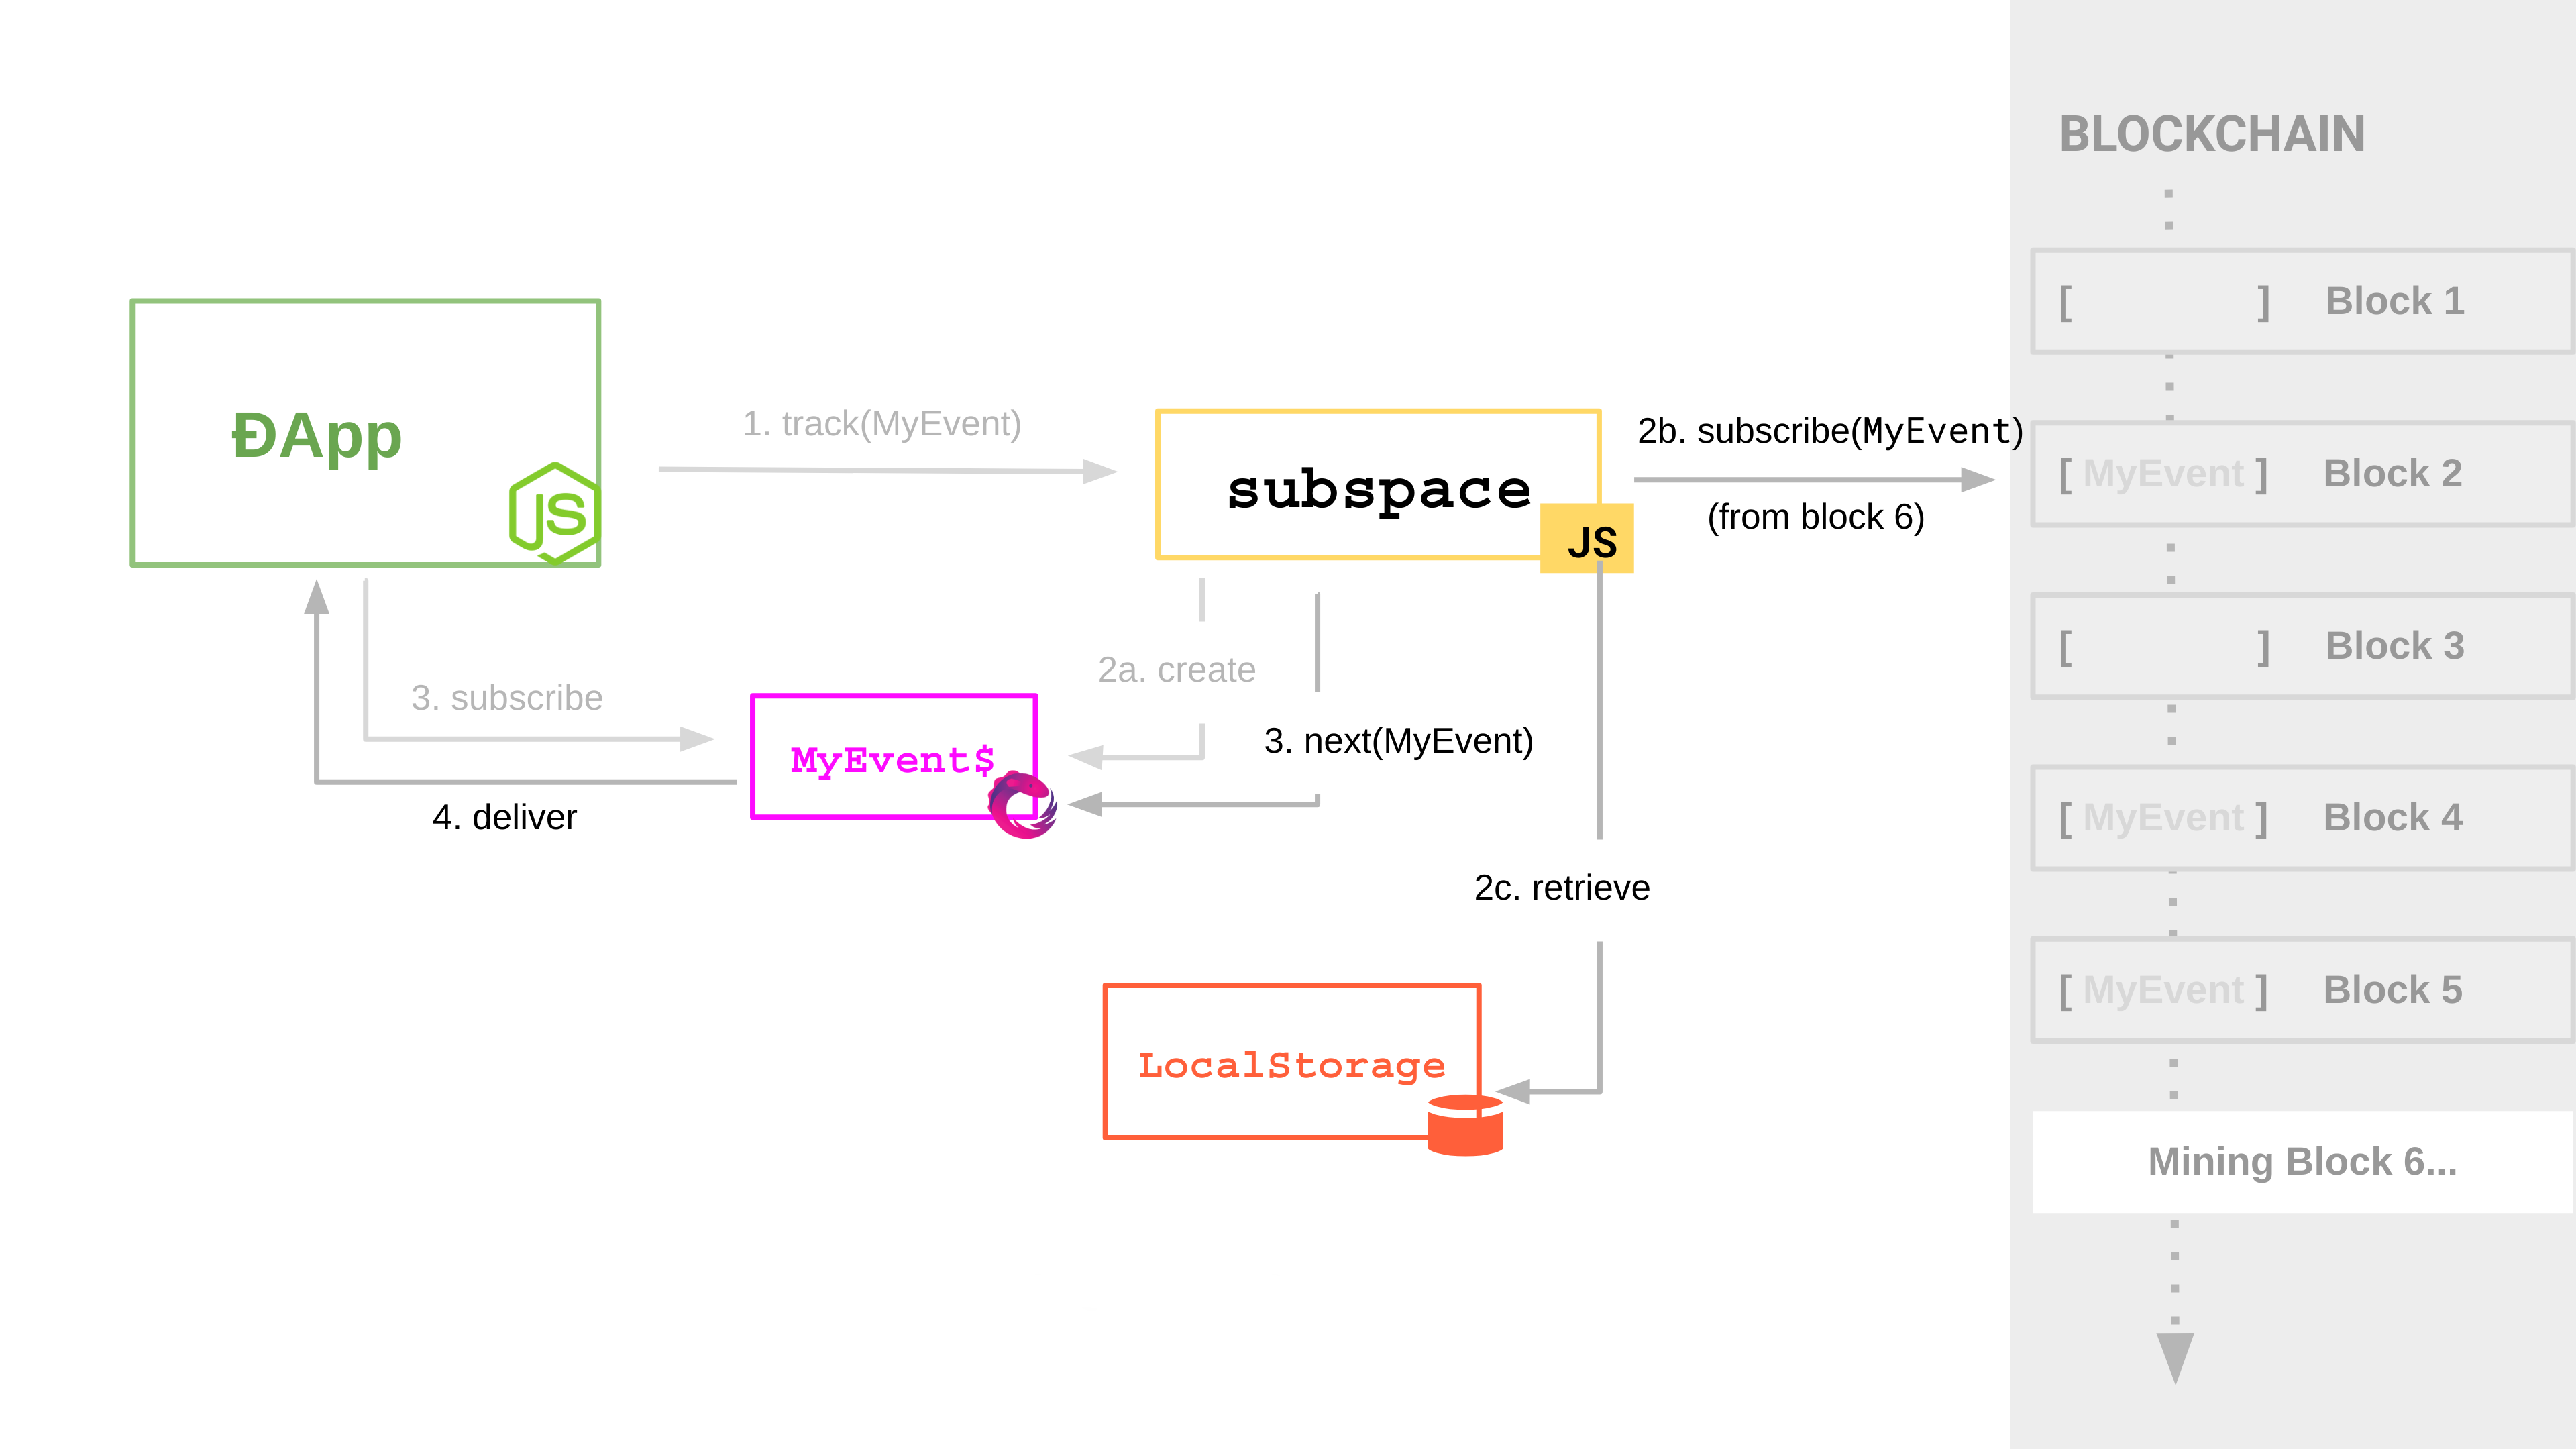 BLOCKCHAIN
[ ] Block 1
ĐApp
JS
1. track(MyEvent)
subspace
JS
2b. subscribe(MyEvent)
(from block 6)
[ MyEvent ] Block 2
[ ] Block 3
2a. create
3. subscribe
3. next(MyEvent)
MyEvent$
4. deliver
[ MyEvent ] Block 4
2c. retrieve
[ MyEvent ] Block 5
LocalStorage
Mining Block 6...